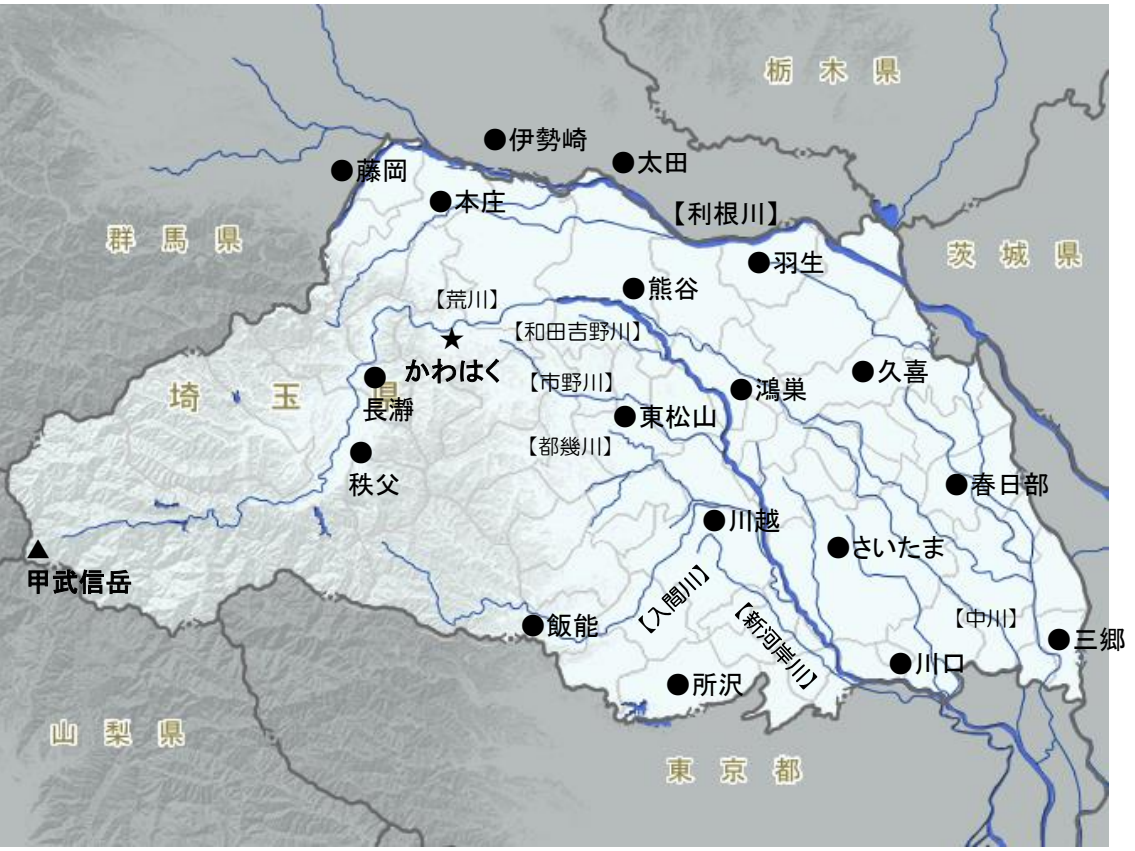 栃木県
●伊勢崎
●太田
●藤岡
●本庄
【利根川】
群馬県
茨城県
●羽生
●熊谷
【荒川】
【和田吉野川】
★
かわはく
●久喜
【市野川】
●鴻巣
埼玉県
●
長瀞
●東松山
【都幾川】
●
秩父
●春日部
●川越
●さいたま
▲
甲武信岳
【入間川】
【新河岸川】
【中川】
●飯能
●三郷
●川口
●所沢
山梨県
東京都